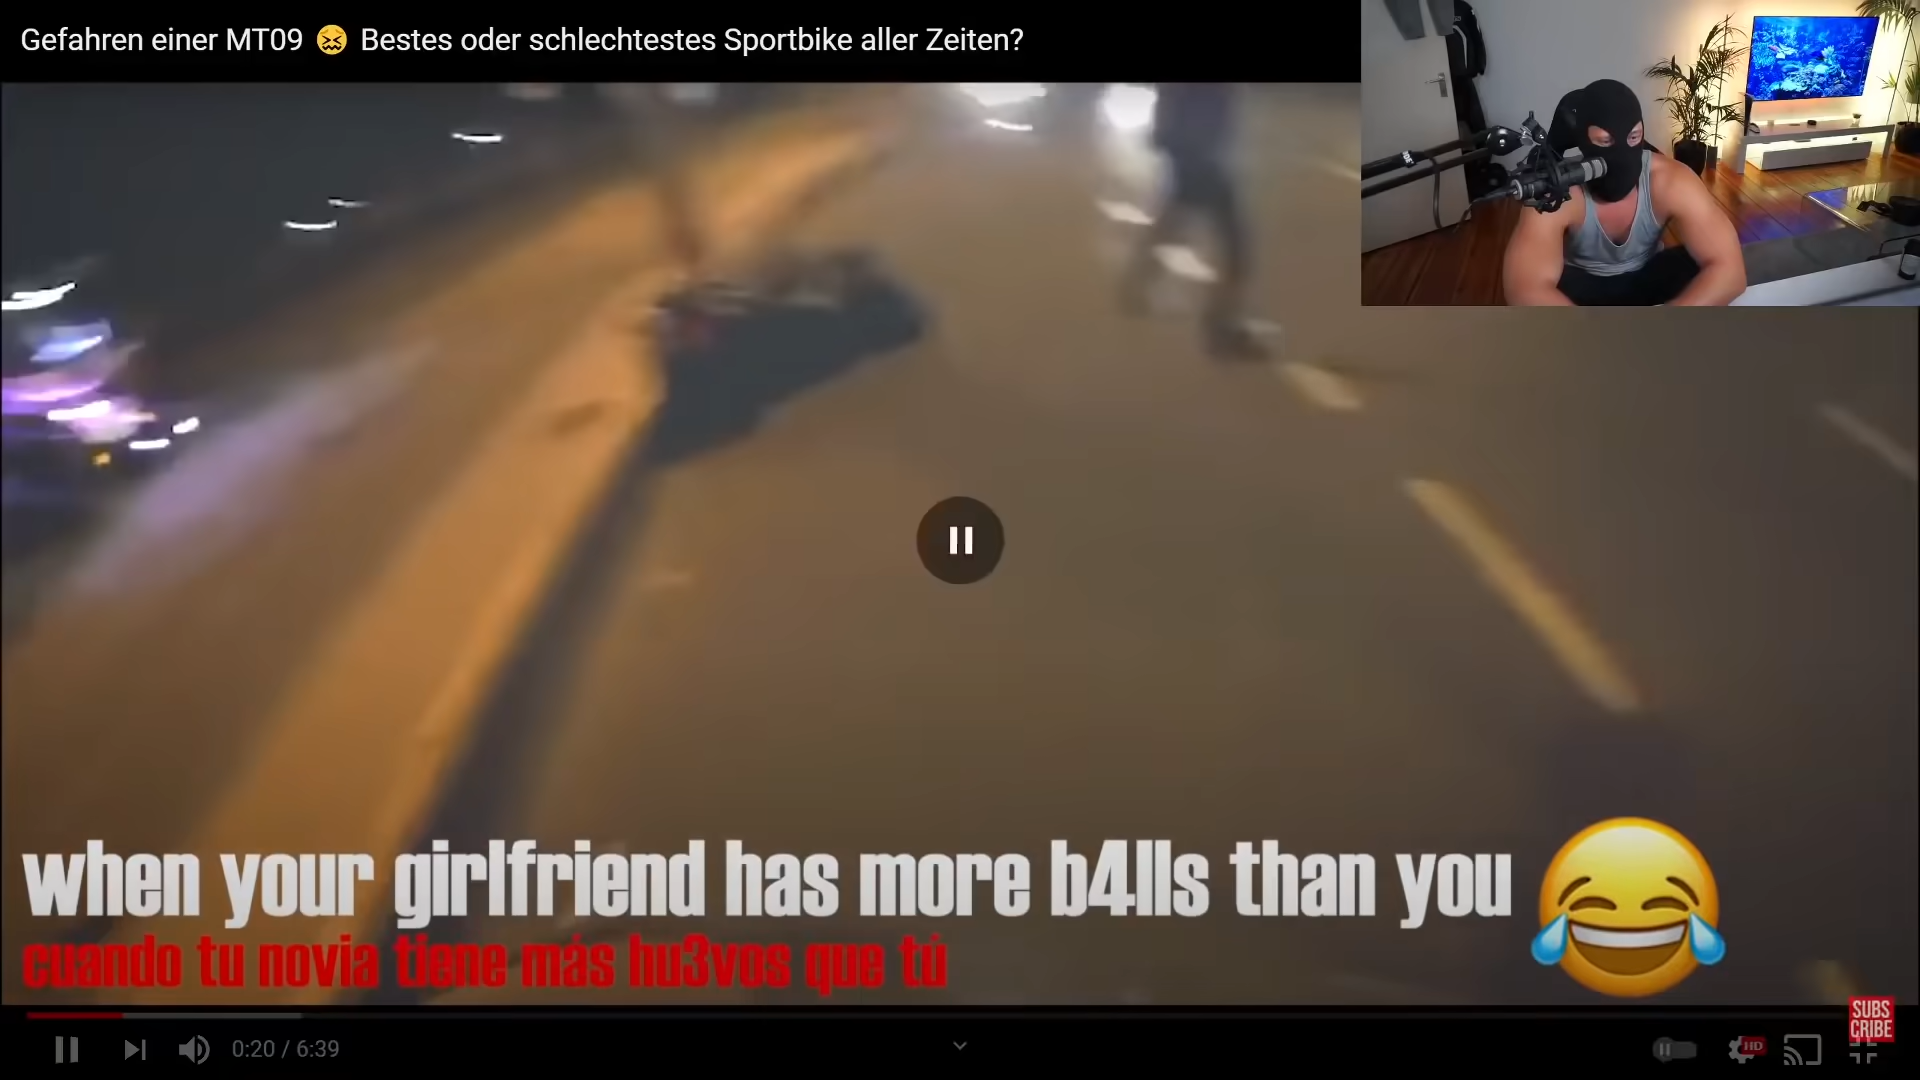 Gefahren einer MT09 😖 Bestes oder schlechtestes Sportbike aller Zeiten?
when your girlfriend has more b4lls than you 😂
cuando tu novia tiene más hu3vos que tú
SUBS
CRIBE
0:20 / 6:39
HD